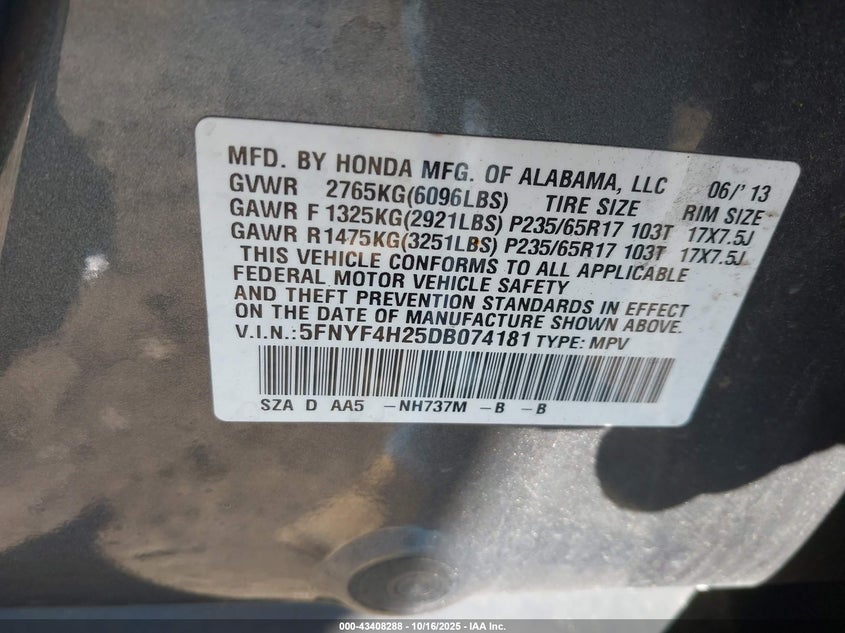 MFD. BY HONDA MFG. OF ALABAMA, LLC 06/'13
GVWR 2765KG(6096LBS) TIRE SIZE RIM SIZE
GAWR F 1325KG(2921LBS) P235/65R17 103T 17X7.5J
GAWR R1475KG(3251LBS) P235/65R17 103T 17X7.5J
THIS VEHICLE CONFORMS TO ALL APPLICABLE
FEDERAL MOTOR VEHICLE SAFETY
AND THEFT PREVENTION STANDARDS IN EFFECT
ON THE DATE OF MANUFACTURE SHOWN ABOVE.
V.I.N.:5FNYF4H25DB074181 TYPE: MPV
SZA D AA5 -NH737M -B -B
000-43408288 - 10/16/2025 - IAA Inc.